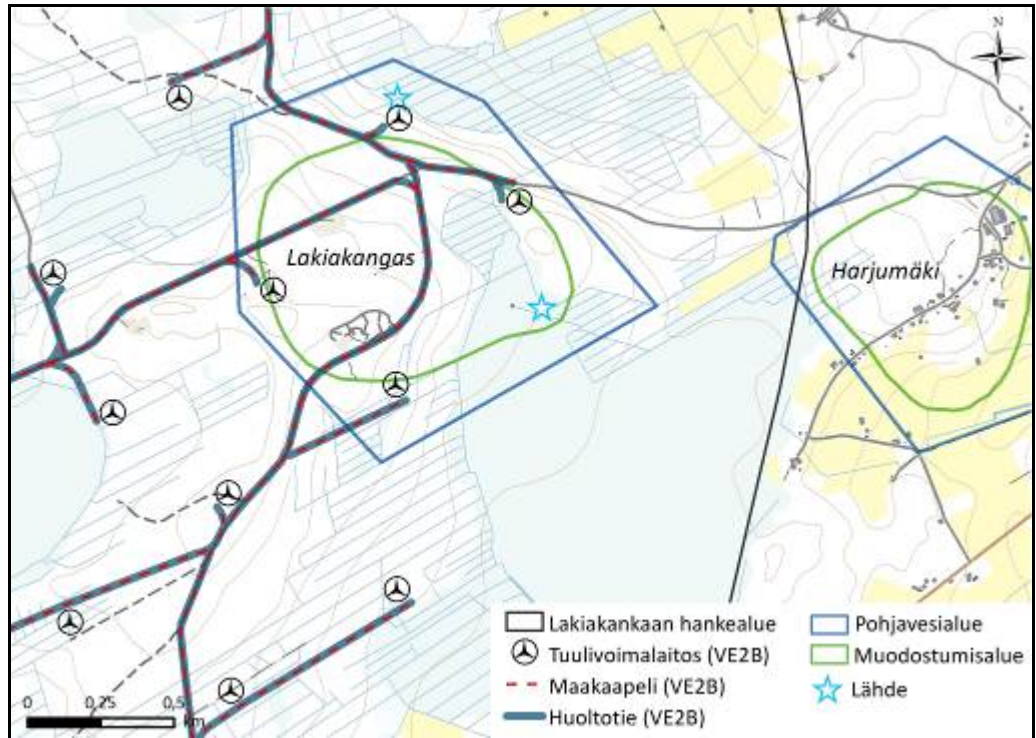 N
Lakiakangas
Harjumäki
Lakiakankaan hankealue
Tuulivoimalaitos (VE2B)
Maakaapeli (VE2B)
Huoltotie (VE2B)
Pohjavesialue
Muodostumisalue
Lähde
0 0,25 0,5
km